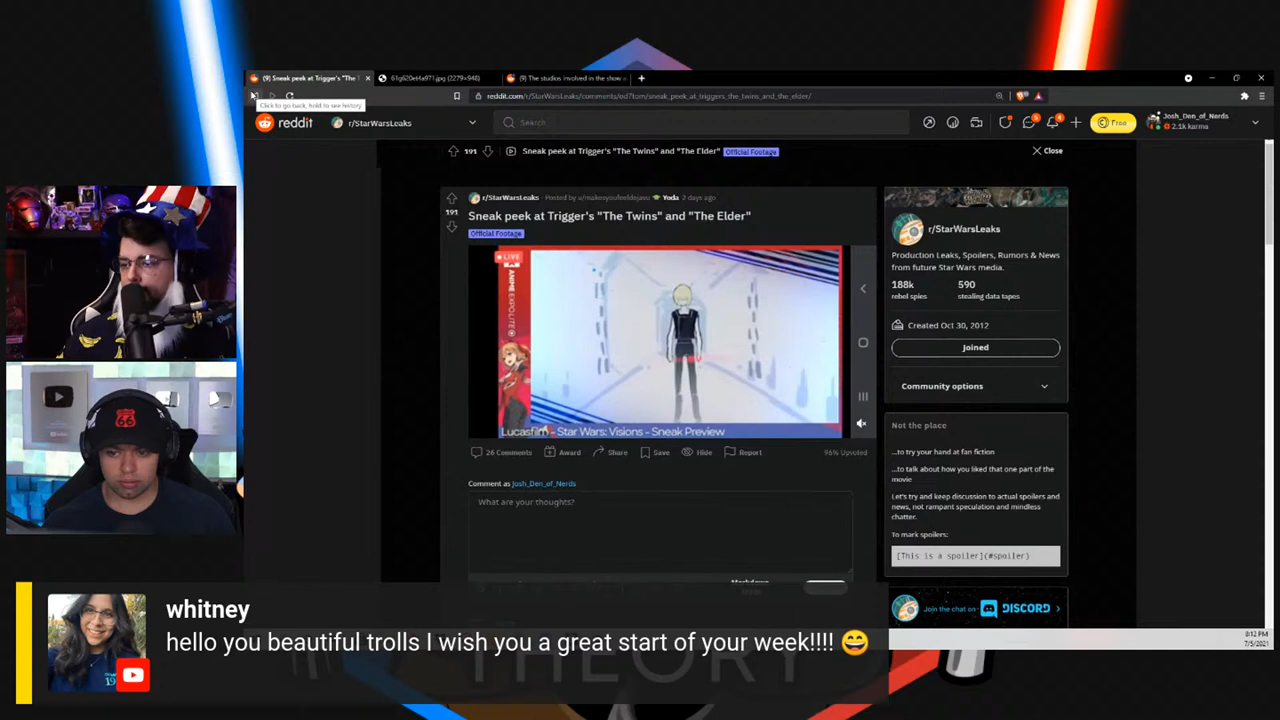 (9) Sneak peek at Trigger's "The T
61gfi20et4a971.jpg (2279×948)
(9) The studios involved in the show a
Click to go back, hold to see history
reddit.com/r/StarWarsLeaks/comments/od7tom/sneak_peek_at_triggers_the_twins_and_the_elder/
reddit
r/StarWarsLeaks
Search
Free
Josh_Den_of_Nerds
2.1k karma
191
Sneak peek at Trigger's "The Twins" and "The Elder"
Official Footage
Close
r/StarWarsLeaks · Posted by u/makesyoufeeldejavu Yoda 2 days ago
191
Sneak peek at Trigger's "The Twins" and "The Elder"
Official Footage
LIVE
ANIME EXPO LITE
Lucasfilm - Star Wars: Visions - Sneak Preview
26 Comments
Award
Share
Save
Hide
Report
96% Upvoted
Comment as Josh_Den_of_Nerds
What are your thoughts?
Markdown
r/StarWarsLeaks
Production Leaks, Spoilers, Rumors & News
from future Star Wars media.
188k
590
rebel spies
stealing data tapes
Created Oct 30, 2012
Joined
Community options
Not the place
...to try your hand at fan fiction
...to talk about how you liked that one part of the
movie
Let's try and keep discussion to actual spoilers and
news, not rampant speculation and mindless
chatter.
To mark spoilers:
[This is a spoiler](#spoiler)
Join the chat on DISCORD
8:12 PM
7/5/2021
66
whitney
hello you beautiful trolls I wish you a great start of your week!!!! 😄
THEORY